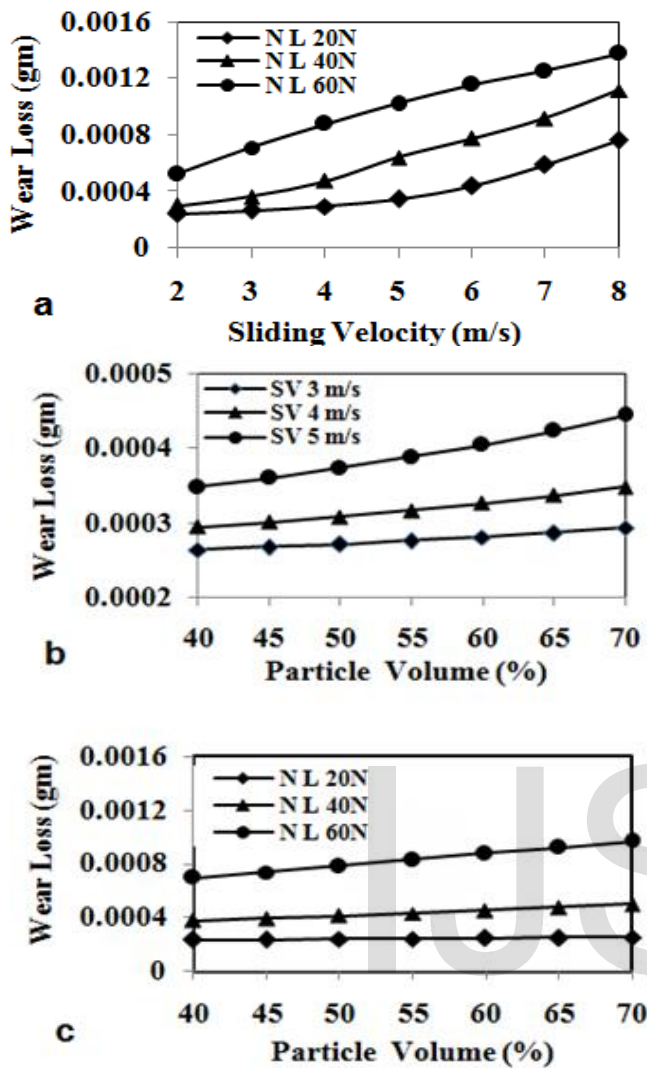 0.0016
N L 20N
N L 40N
N L 60N
0.0012
0.0008
0.0004
0
Wear Loss (gm)
2 3 4 5 6 7 8
a
Sliding Velocity (m/s)
0.0005
SV 3 m/s
SV 4 m/s
SV 5 m/s
0.0004
0.0003
0.0002
Wear Loss (gm)
40 45 50 55 60 65 70
b
Particle Volume (%)
0.0016
N L 20N
N L 40N
N L 60N
0.0012
0.0008
0.0004
0
Wear Loss (gm)
40 45 50 55 60 65 70
c
Particle Volume (%)
IJS